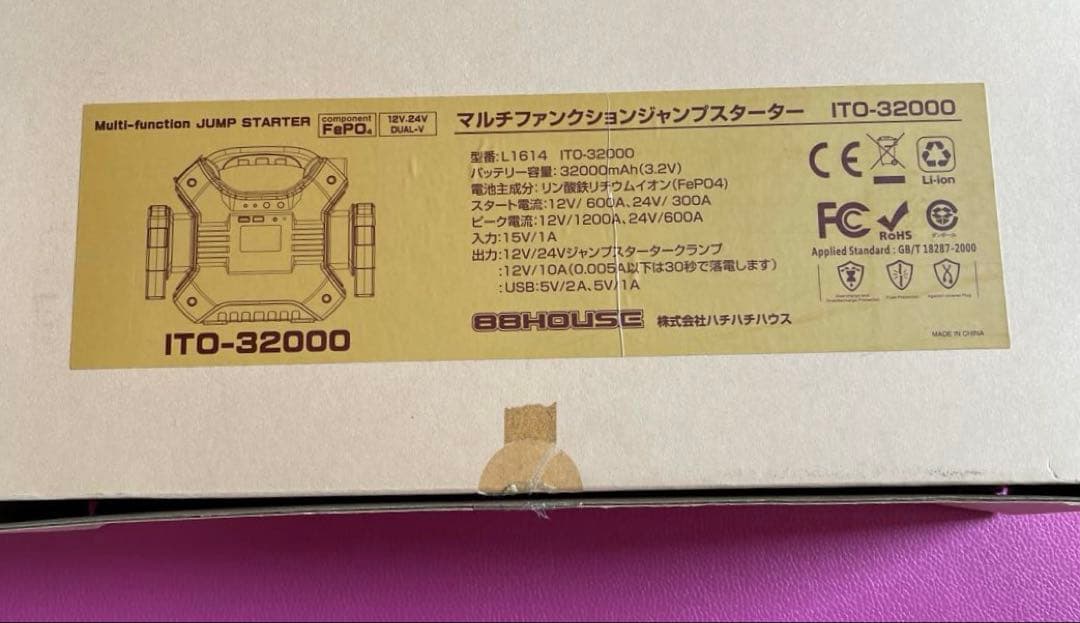 Multi-function JUMP STARTER
component
FePO4
12V.24V
DUAL-V
ITO-32000
マルチファンクションジャンプスターター ITO-32000
型番:L1614 ITO-32000
バッテリー容量:32000mAh(3.2V)
電池主成分:リン酸鉄リチウムイオン(FePO4)
スタート電流:12V/ 600A、24V/ 300A
ピーク電流:12V/1200A、24V/600A
入力:15V/1A
出力:12V/24Vジャンプスタータークランプ
:12V/10A(0.005A以下は30秒で落電します)
:USB:5V/2A、5V/1A
88HOUSE 株式会社ハチハチハウス
CE
Li-ion
FC
RoHS
ダンボール
Applied Standard : GB/T 18287-2000
MADE IN CHINA